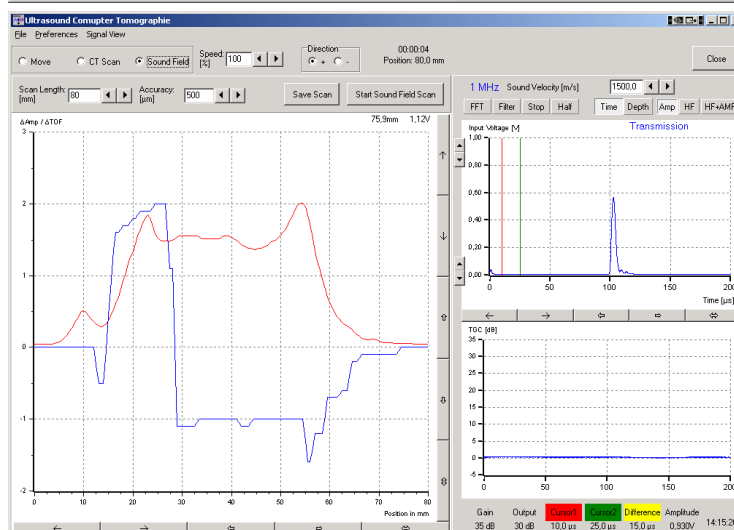 Ultrasound Comupter Tomographie
File Preferences Signal View
Move CT Scan Sound Field Speed: [%] 100 Direction + - 00:00:04 Position: 80,0 mm Close
Scan Length: [mm] 80 Accuracy: [µm] 500 Save Scan Start Sound Field Scan
ΔAmp / ΔTOF 75,9mm 1,12V
3
2
1
0
-1
-2
0 10 20 30 40 50 60 70 80
Position in mm
1 MHz Sound Velocity [m/s] 1500,0
FFT Filter Stop Half Time Depth Amp HF HF+AMP
Input Voltage [V] Transmission
1,00
0,80
0,60
0,40
0,20
0,00
0 50 100 150 200
Time [µs]
TGC [dB]
35
30
25
20
15
10
5
0
-5
0 50 100 150 200
Gain Output Cursor1 Cursor2 Difference Amplitude
35 dB 30 dB 10,0 µs 25,0 µs 15,0 µs 0,930V 14:15:20